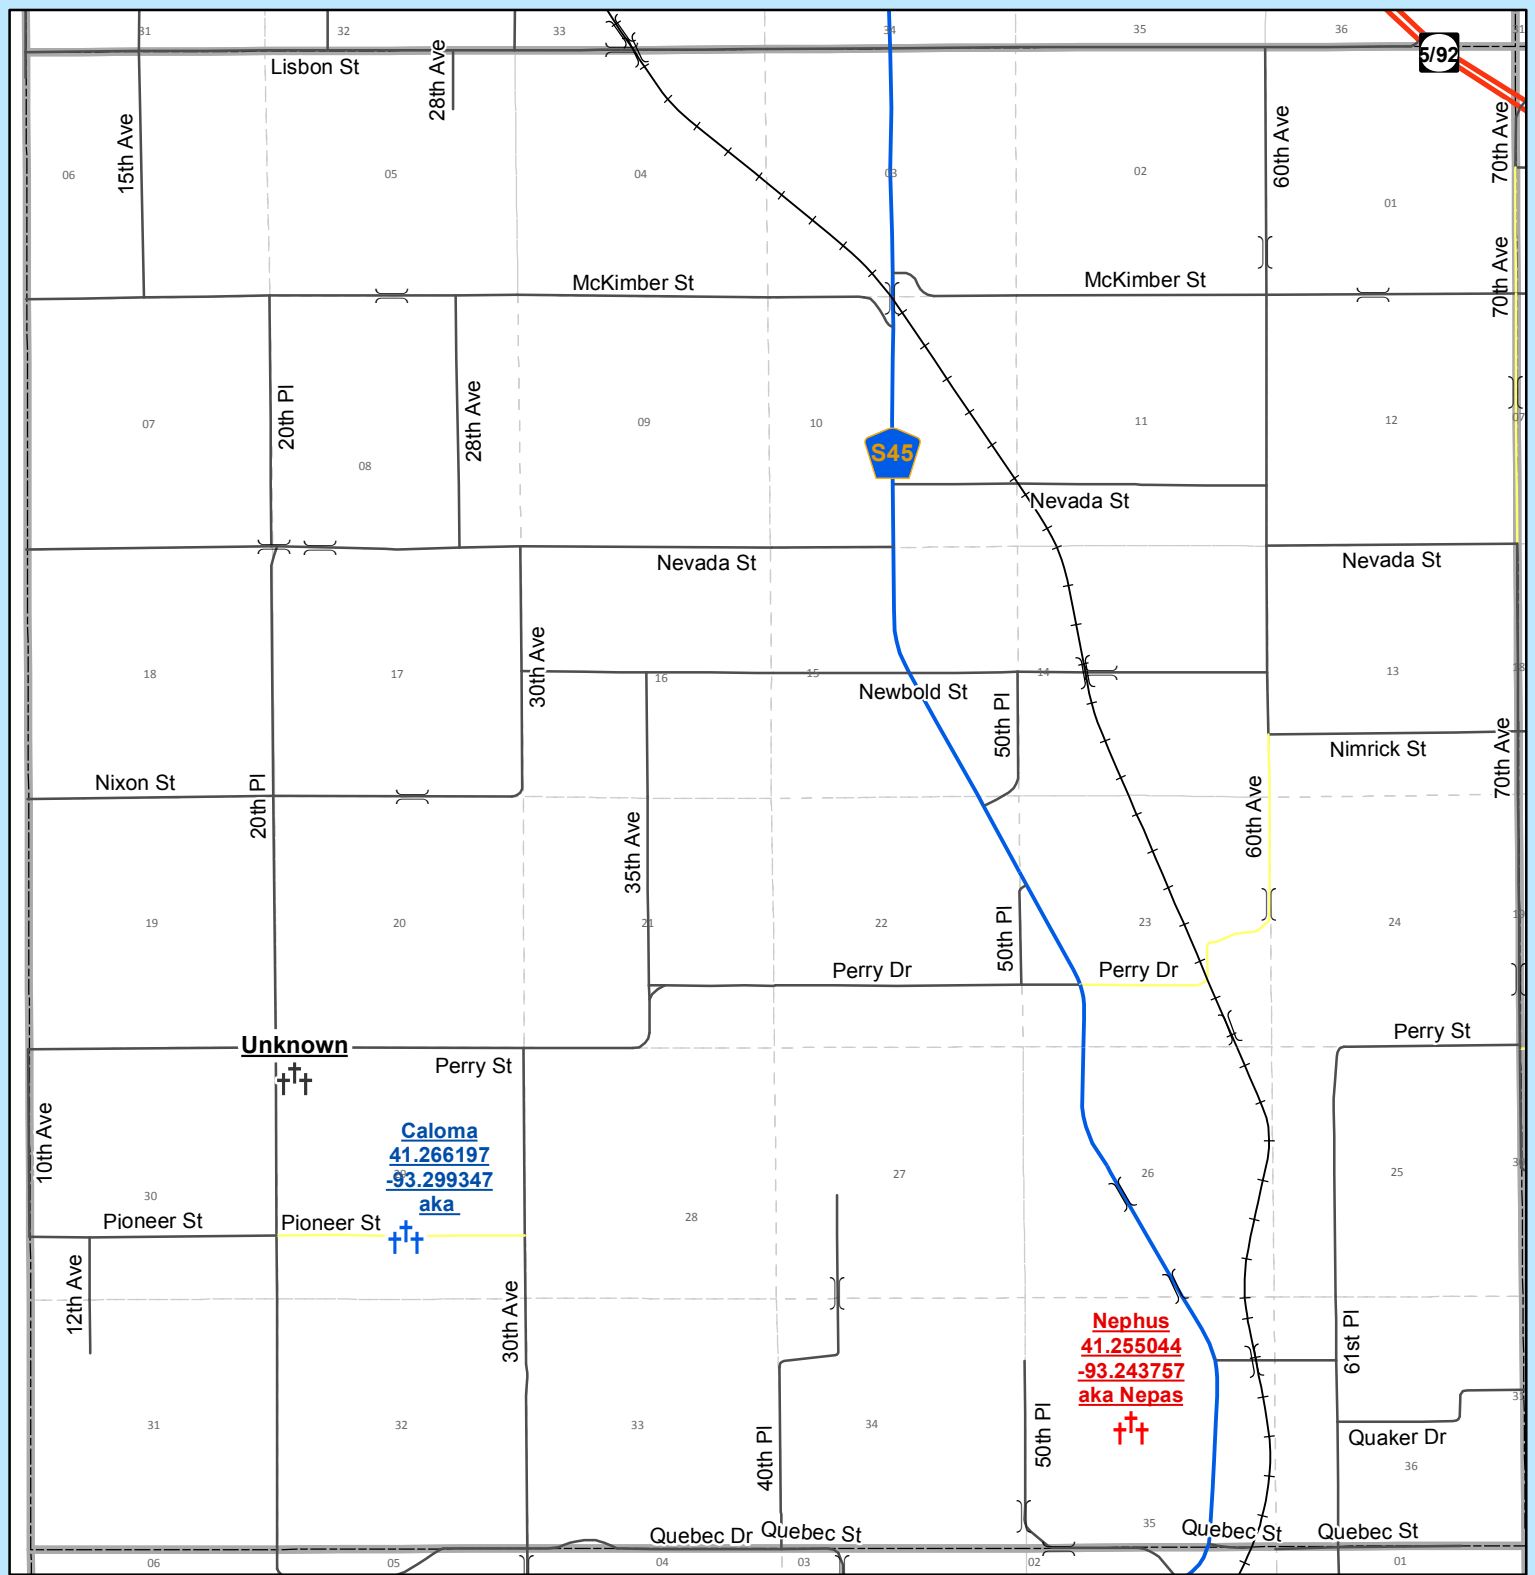 31
32
33
34
35
36
31
5/92
Lisbon St
28th Ave
15th Ave
60th Ave
70th Ave
06
05
04
03
02
01
McKimber St
McKimber St
70th Ave
20th Pl
28th Ave
07
08
09
10
11
12
07
S45
Nevada St
Nevada St
Nevada St
18
17
30th Ave
16
15
14
13
18
Newbold St
50th Pl
Nimrick St
70th Ave
Nixon St
20th Pl
35th Ave
60th Ave
19
20
21
22
50th Pl
23
24
19
Perry Dr
Perry Dr
Perry St
Unknown
Perry St
10th Ave
Caloma
41.266197
-93.299347
aka
29
30
28
27
26
25
30
Pioneer St
Pioneer St
12th Ave
30th Ave
61st Pl
Nephus
41.255044
-93.243757
aka Nepas
31
32
33
34
40th Pl
50th Pl
Quaker Dr
36
31
35
Quebec Dr
Quebec St
Quebec St
Quebec St
06
05
04
03
02
01